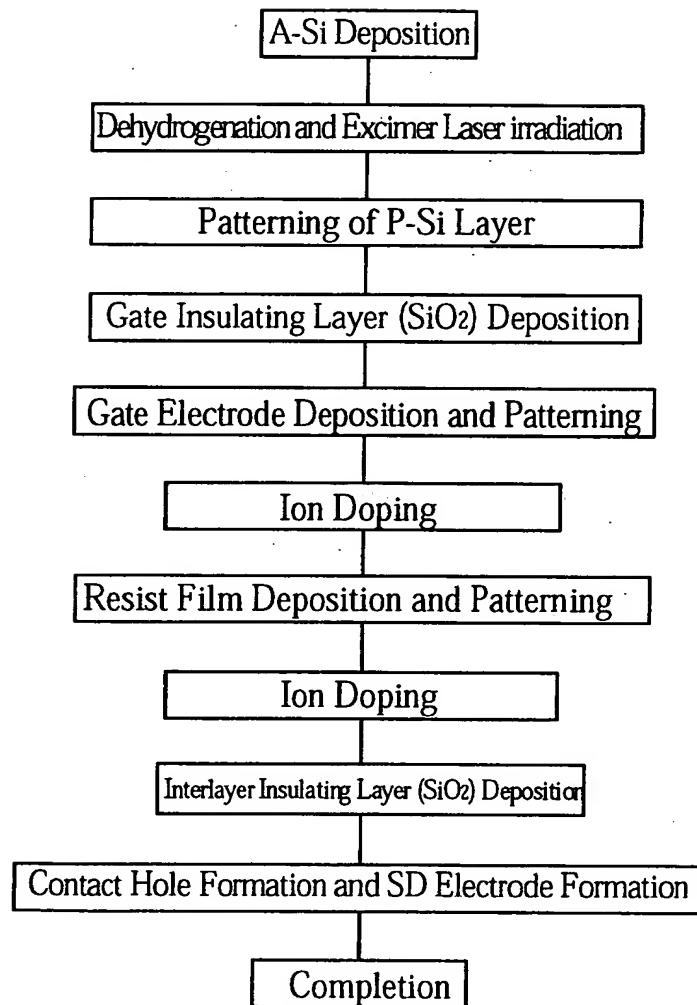 A-Si Deposition
Dehydrogenation and Excimer Laser irradiation
Patterning of P-Si Layer
Gate Insulating Layer (SiO2) Deposition
Gate Electrode Deposition and Patterning
Ion Doping
Resist Film Deposition and Patterning
Ion Doping
Interlayer Insulating Layer (SiO2) Deposition
Contact Hole Formation and SD Electrode Formation
Completion